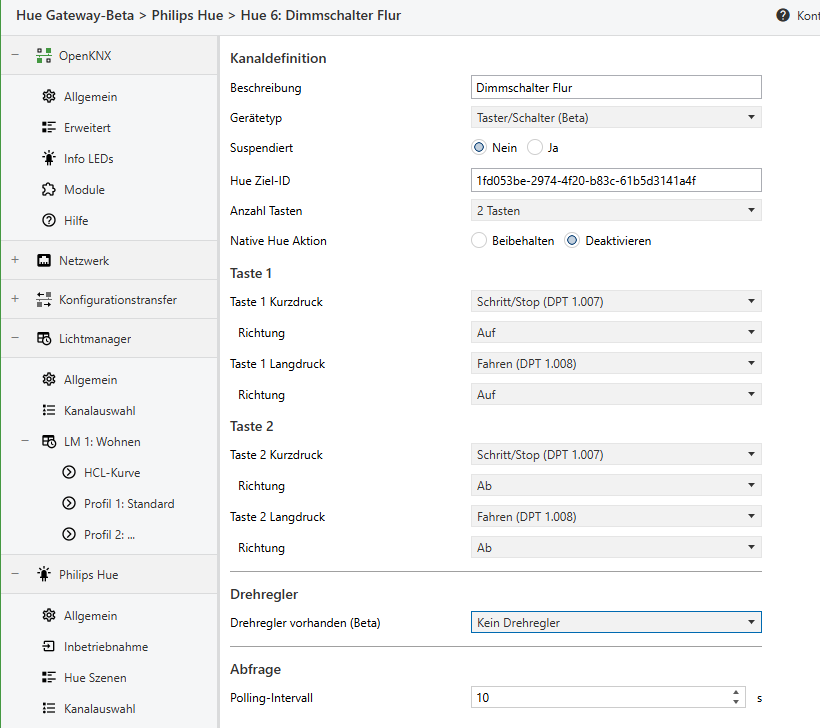 Hue Gateway-Beta > Philips Hue > Hue 6: Dimmschalter Flur
Kont
OpenKNX
Allgemein
Erweitert
Info LEDs
Module
Hilfe
Netzwerk
Konfigurationstransfer
Lichtmanager
Allgemein
Kanalauswahl
LM 1: Wohnen
HCL-Kurve
Profil 1: Standard
Profil 2: ...
Philips Hue
Allgemein
Inbetriebnahme
Hue Szenen
Kanalauswahl
Kanaldefinition
Beschreibung Dimmschalter Flur
Gerätetyp Taster/Schalter (Beta)
Suspendiert Nein Ja
Hue Ziel-ID 1fd053be-2974-4f20-b83c-61b5d3141a4f
Anzahl Tasten 2 Tasten
Native Hue Aktion Beibehalten Deaktivieren
Taste 1
Taste 1 Kurzdruck Schritt/Stop (DPT 1.007)
Richtung Auf
Taste 1 Langdruck Fahren (DPT 1.008)
Richtung Auf
Taste 2
Taste 2 Kurzdruck Schritt/Stop (DPT 1.007)
Richtung Ab
Taste 2 Langdruck Fahren (DPT 1.008)
Richtung Ab
Drehregler
Drehregler vorhanden (Beta) Kein Drehregler
Abfrage
Polling-Intervall 10 s